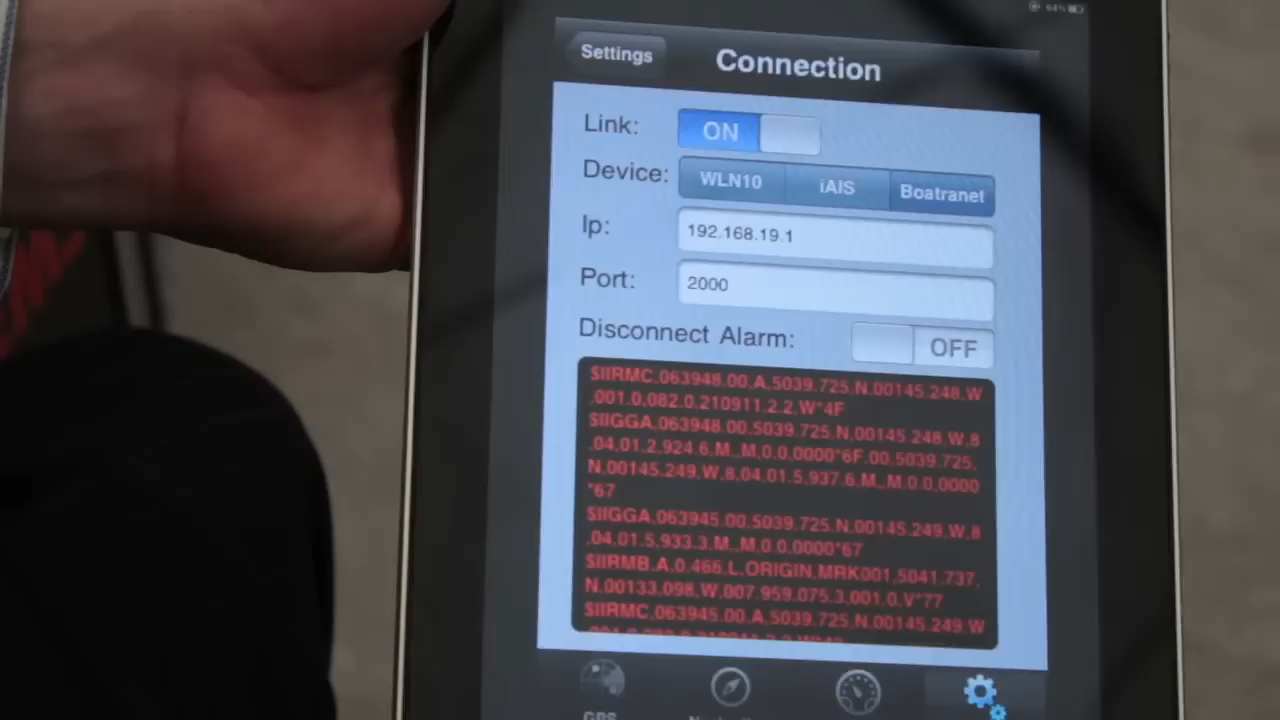 64%
Settings
Connection
Link:
ON
Device:
WLN10
iAIS
Boatranet
Ip:
192.168.19.1
Port:
2000
Disconnect Alarm:
OFF
$IIRMC,063948.00,A,5039.725,N,00145.248,W
,001.0,082.0,210911,2.2,W*4F
$IIGGA,063948.00,5039.725,N,00145.248,W,8
,04,01.2,924.6,M,,M,0.0,0000*6F.00,5039.725,
N,00145.249,W,8,04,01.5,937.6,M,,M,0.0,0000
*67
$IIGGA,063945.00,5039.725,N,00145.249,W,8
,04,01.5,933.3,M,,M,0.0,0000*67
$IIRMB,A,0.466,L,ORIGIN,MRK001,5041.737,
N,00133.098,W,007.959,075.3,001.0,V*77
$IIRMC,063945.00,A,5039.725,N,00145.249,W
GPS